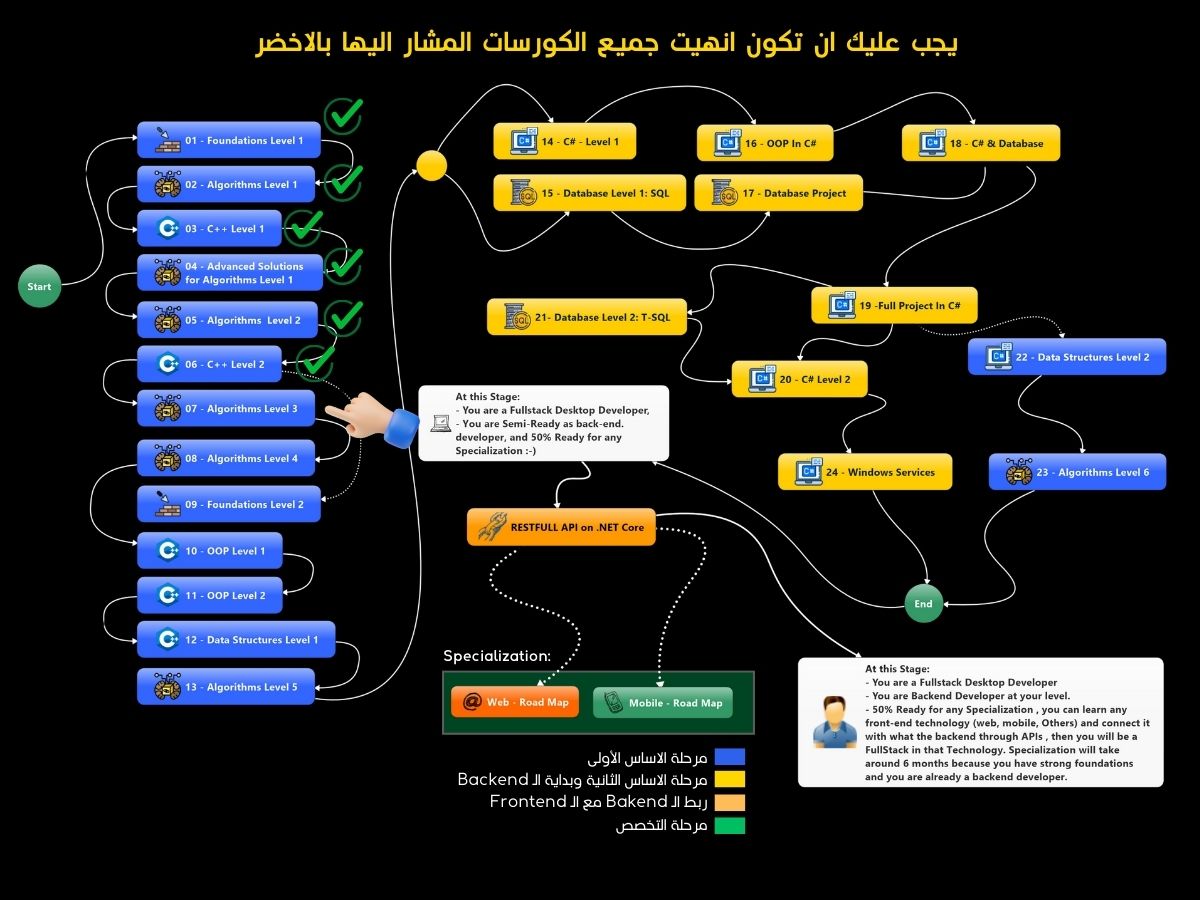 يجب عليك ان تكون انهيت جميع الكورسات المشار اليها بالاخضر
Start
01 - Foundations Level 1
02 - Algorithms Level 1
03 - C++ Level 1
04 - Advanced Solutions
for Algorithms Level 1
05 - Algorithms Level 2
06 - C++ Level 2
07 - Algorithms Level 3
08 - Algorithms Level 4
09 - Foundations Level 2
10 - OOP Level 1
11 - OOP Level 2
12 - Data Structures Level 1
13 - Algorithms Level 5
14 - C# - Level 1
15 - Database Level 1: SQL
16 - OOP In C#
17 - Database Project
18 - C# & Database
19 -Full Project In C#
21- Database Level 2: T-SQL
20 - C# Level 2
22 - Data Structures Level 2
24 - Windows Services
23 - Algorithms Level 6
End
At this Stage:
- You are a Fullstack Desktop Developer,
- You are Semi-Ready as back-end.
developer, and 50% Ready for any
Specialization :-)
RESTFULL API on .NET Core
Specialization:
@ Web - Road Map
Mobile - Road Map
At this Stage:
- You are a Fullstack Desktop Developer
- You are Backend Developer at your level.
- 50% Ready for any Specialization , you can learn any
front-end technology (web, mobile, Others) and connect it
with what the backend through APIs , then you will be a
FullStack in that Technology. Specialization will take
around 6 months because you have strong foundations
and you are already a backend developer.
مرحلة الاساس الأولى
مرحلة الاساس الثانية وبداية الـ Backend
ربط الـ Bakend مع الـ Frontend
مرحلة التخصص